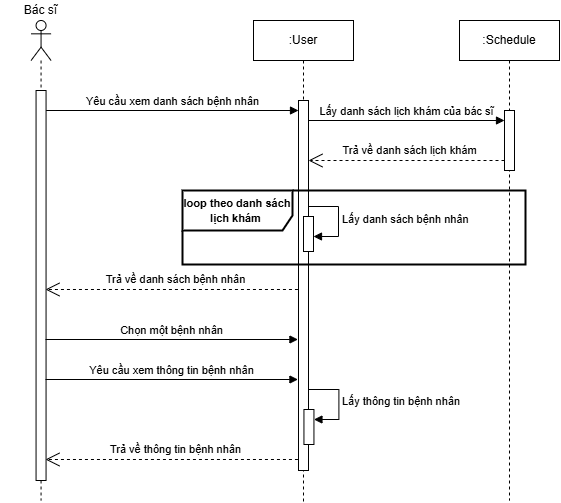 Bác sĩ
:User
:Schedule
Yêu cầu xem danh sách bệnh nhân
Lấy danh sách lịch khám của bác sĩ
Trả về danh sách lịch khám
loop theo danh sách
lịch khám
Lấy danh sách bệnh nhân
Trả về danh sách bệnh nhân
Chọn một bệnh nhân
Yêu cầu xem thông tin bệnh nhân
Lấy thông tin bệnh nhân
Trả về thông tin bệnh nhân